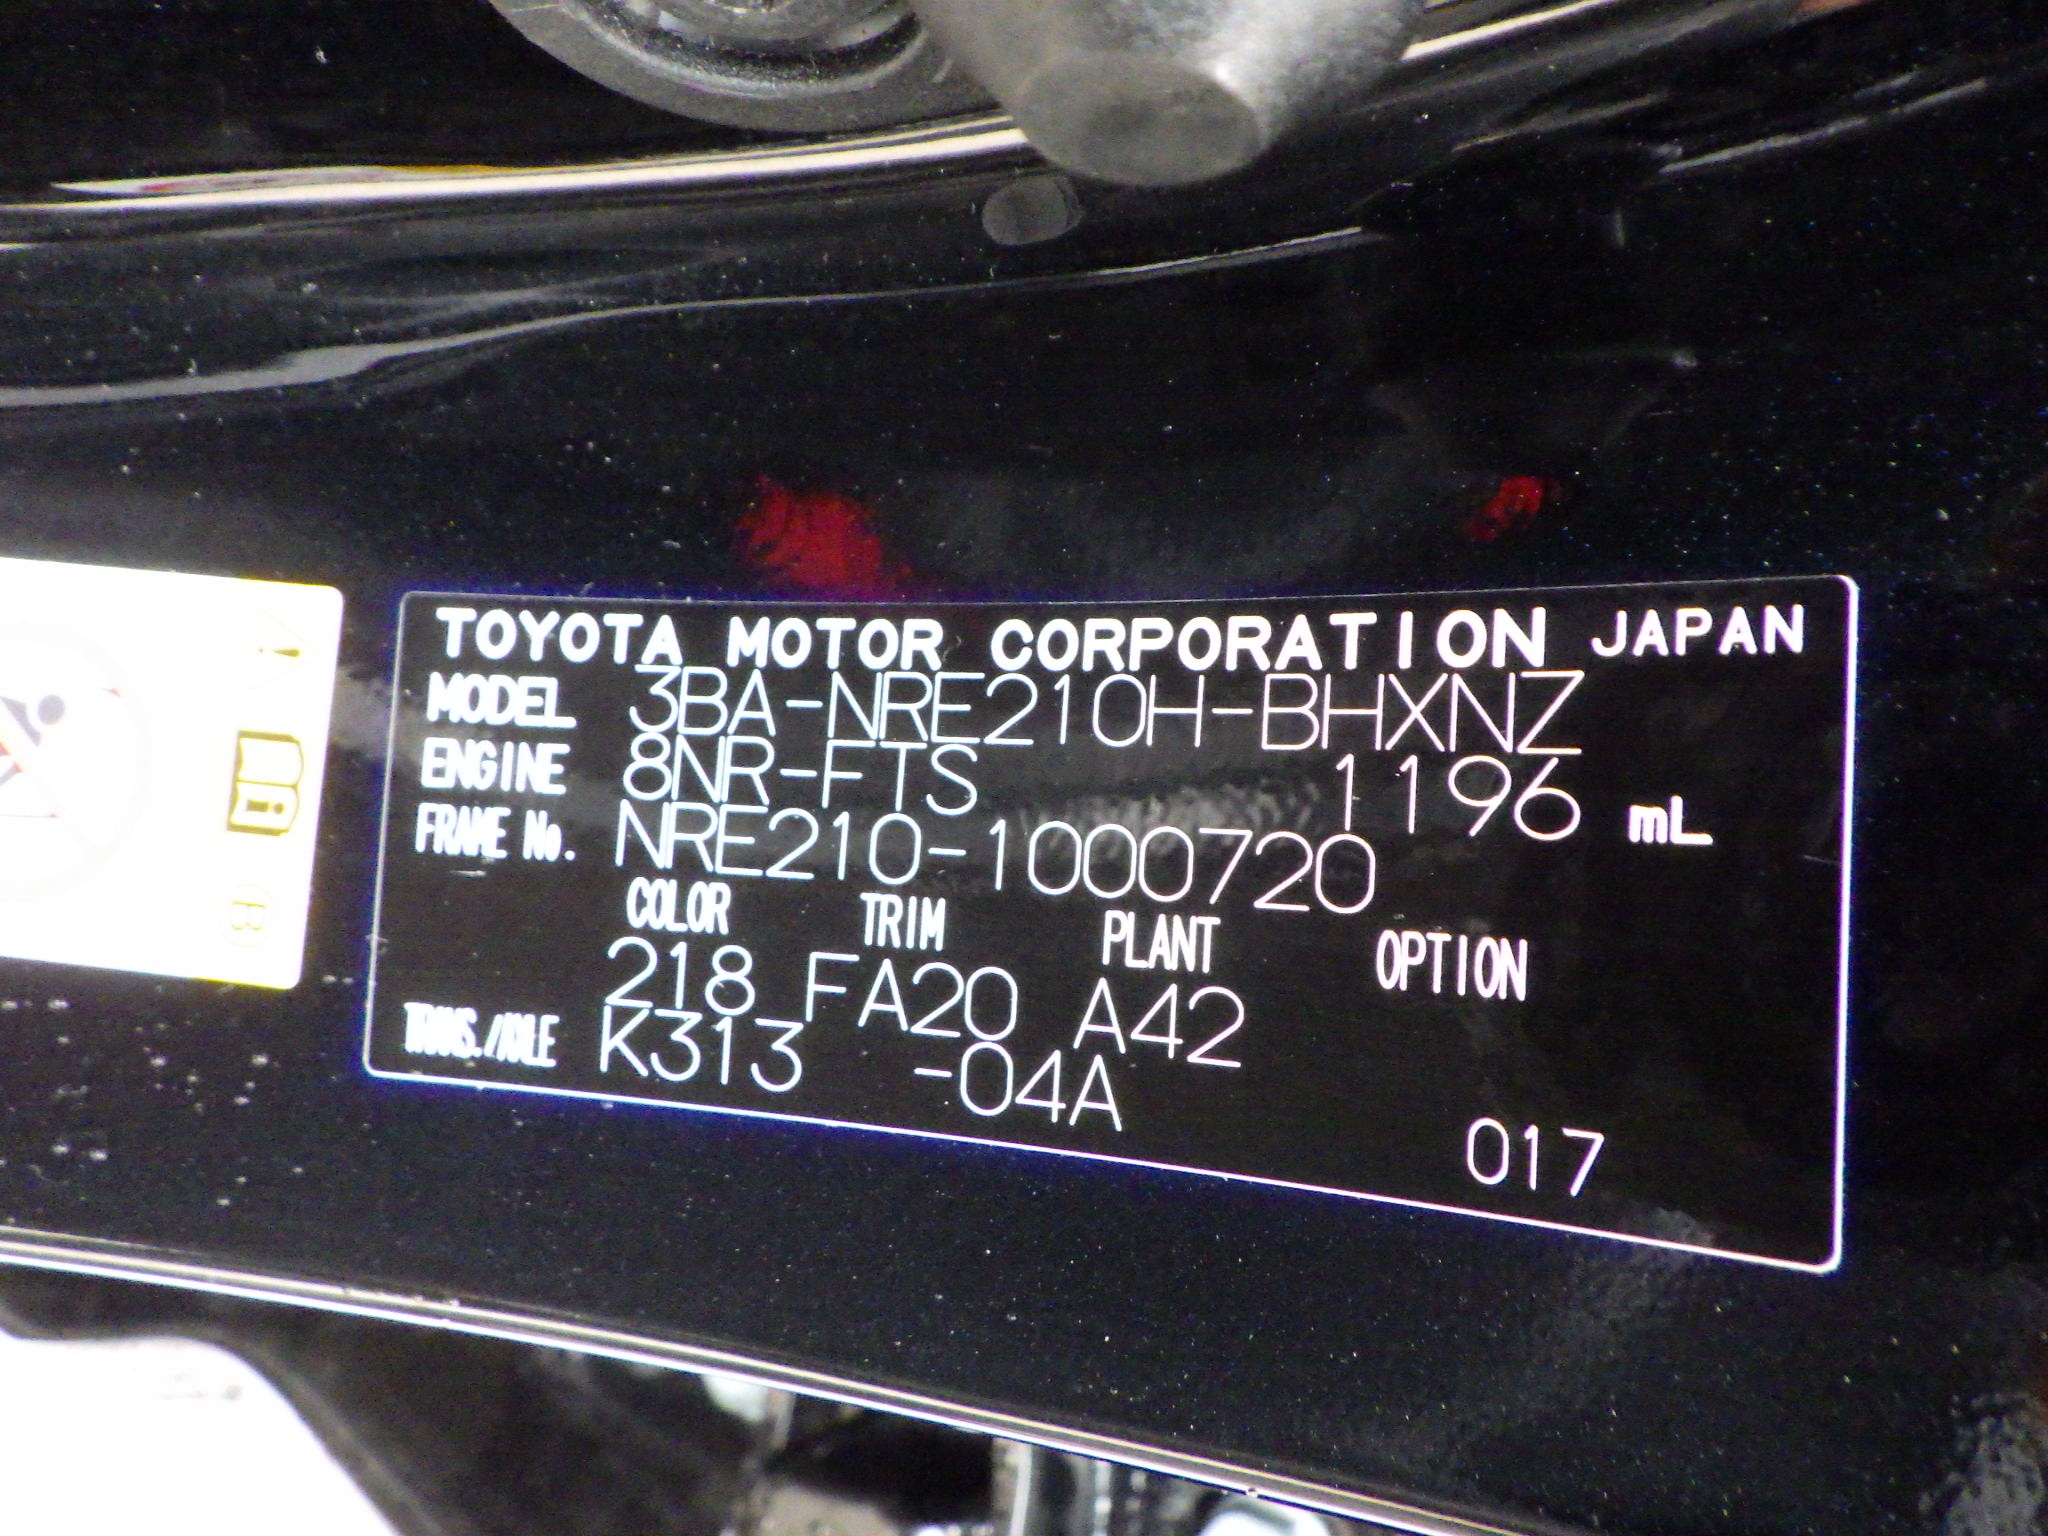 TOYOTA MOTOR CORPORATION JAPAN
MODEL 3BA-NRE210H-BHXNZ
ENGINE 8NR-FTS 1196 mL
FRAME No. NRE210-1000720
COLOR TRIM PLANT OPTION
218 FA20 A42
TRANS./AXLE K313 -04A
017